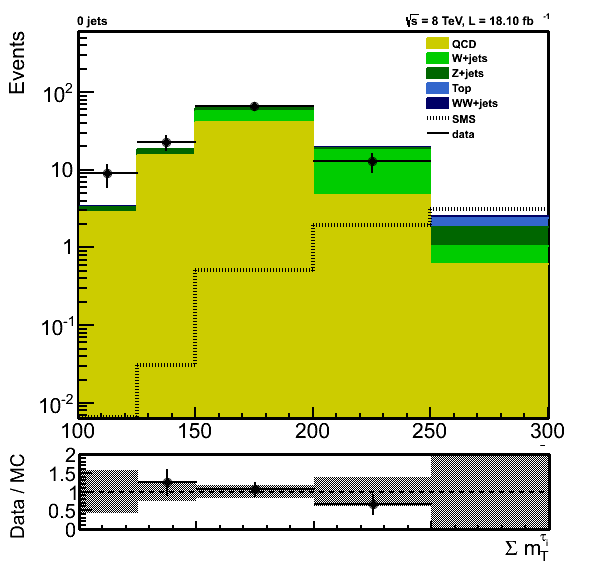 0 jets √s = 8 TeV, L = 18.10 fb⁻¹
Events
QCD
W+jets
Z+jets
Top
WW+jets
SMS
data
10²
10
1
10⁻¹
10⁻²
100 150 200 250 300
Data / MC
2
1.5
1
0.5
0
Σ m_T^{τ_i}